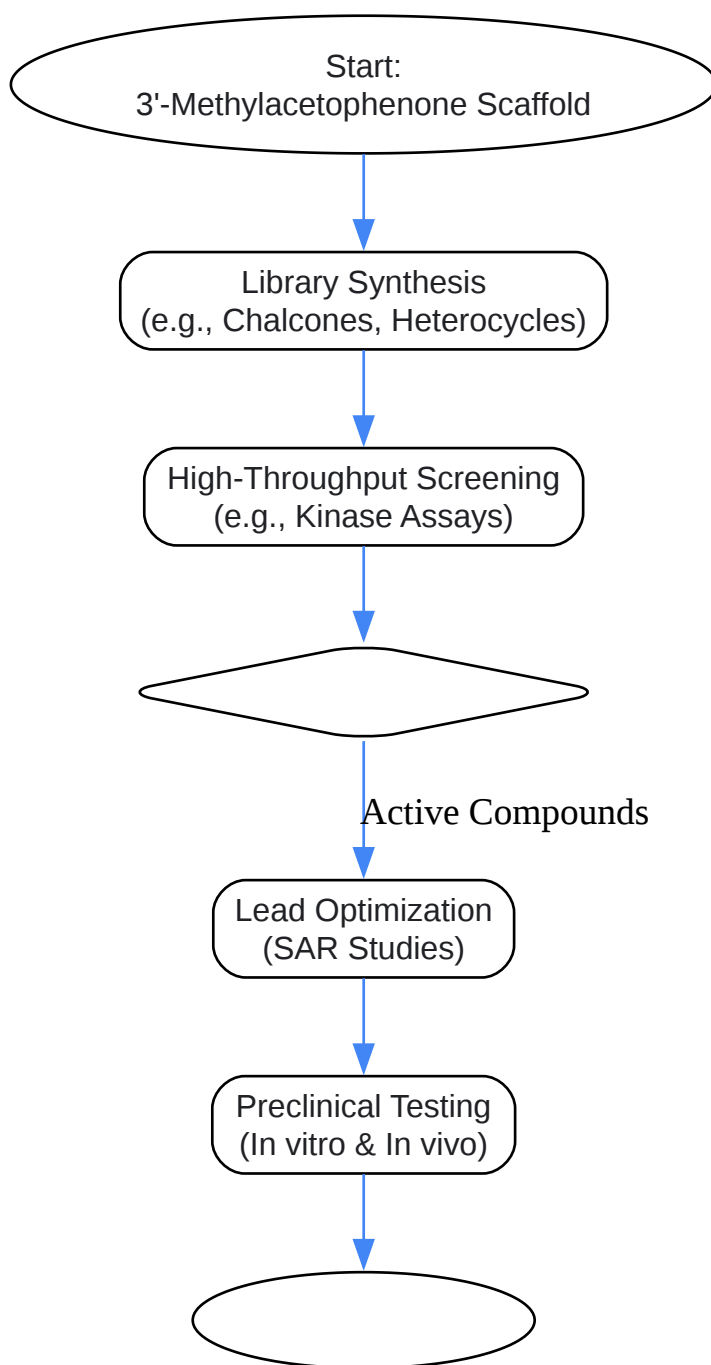 Start:
3'-Methylacetophenone Scaffold
Library Synthesis
(e.g., Chalcones, Heterocycles)
High-Throughput Screening
(e.g., Kinase Assays)
Active Compounds
Lead Optimization
(SAR Studies)
Preclinical Testing
(In vitro & In vivo)